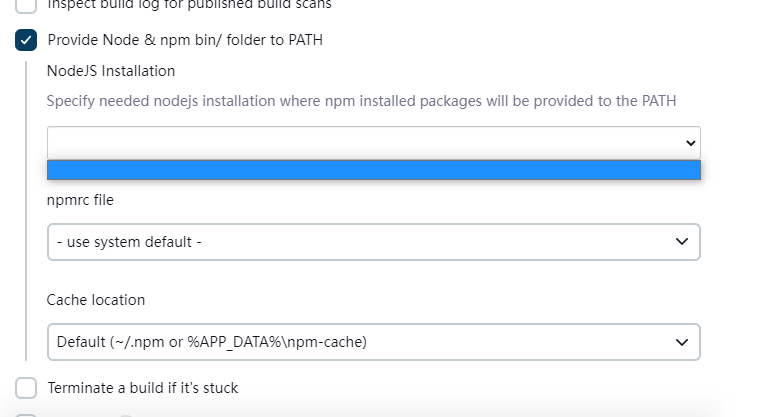 Inspect build log for published build scans
Provide Node & npm bin/ folder to PATH
NodeJS Installation
Specify needed nodejs installation where npm installed packages will be provided to the PATH
npmrc file
- use system default -
Cache location
Default (~/.npm or %APP_DATA%\npm-cache)
Terminate a build if it's stuck